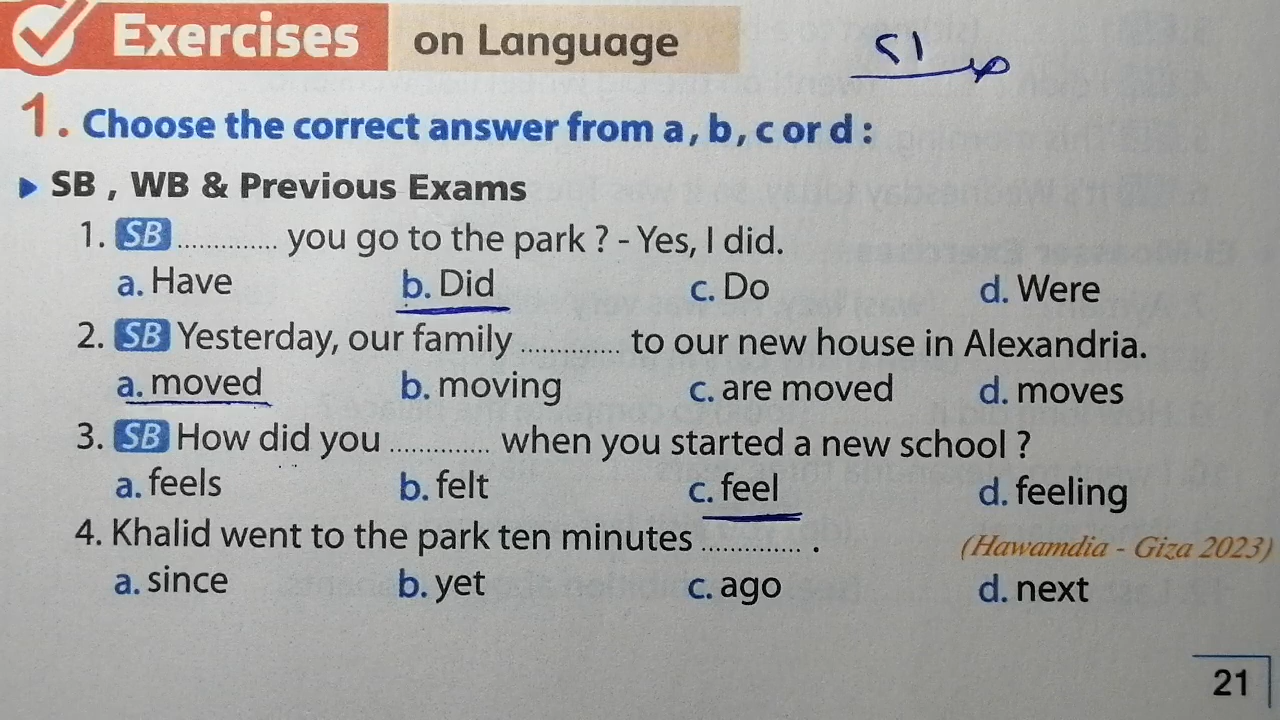 Exercises on Language
ص ٢١
1. Choose the correct answer from a, b, c or d :
SB , WB & Previous Exams
1. SB .............. you go to the park ? - Yes, I did.
a. Have b. Did c. Do d. Were
2. SB Yesterday, our family .............. to our new house in Alexandria.
a. moved b. moving c. are moved d. moves
3. SB How did you .............. when you started a new school ?
a. feels b. felt c. feel d. feeling
4. Khalid went to the park ten minutes .............. . (Hawamdia - Giza 2023)
a. since b. yet c. ago d. next
21